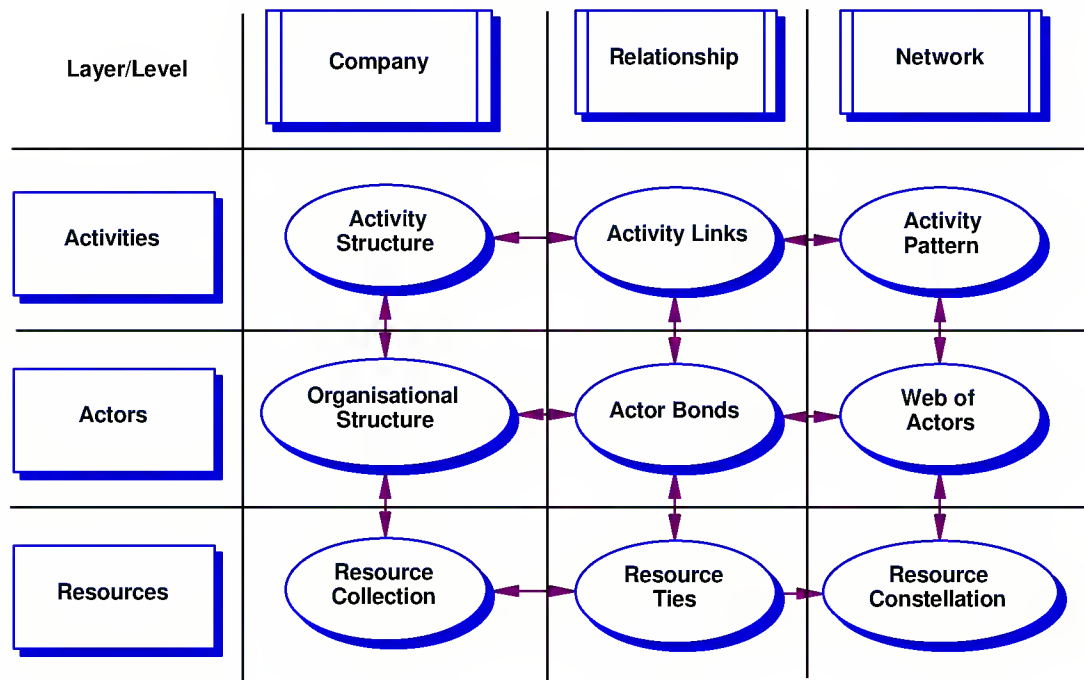 Layer/Level
Company
Relationship
Network
Activities
Activity
Structure
Activity Links
Activity
Pattern
Actors
Organisational
Structure
Actor Bonds
Web of
Actors
Resources
Resource
Collection
Resource
Ties
Resource
Constellation